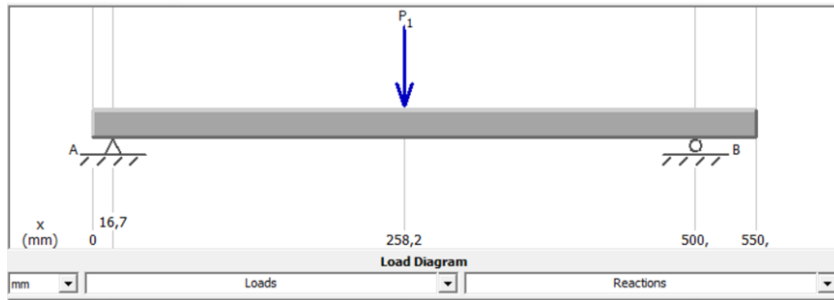 P1
A
B
x
(mm)
0
16,7
258,2
500,
550,
Load Diagram
mm
Loads
Reactions